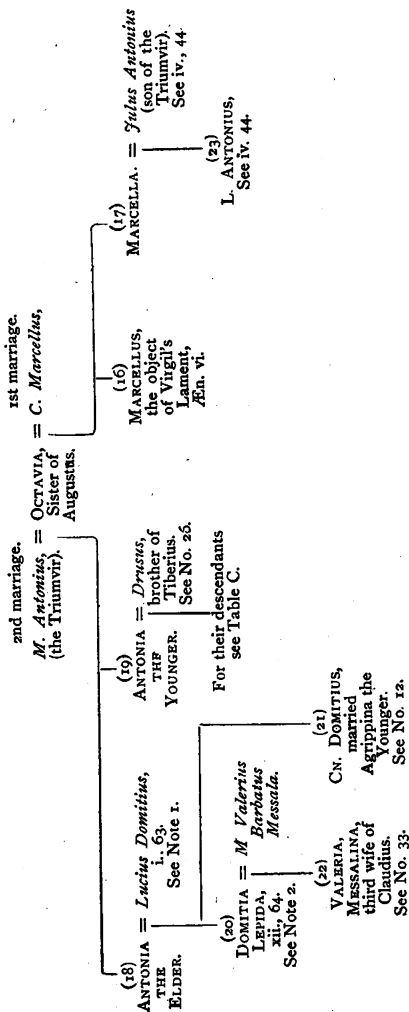 2nd marriage.
1st marriage.
M. Antonius, = OCTAVIA, = C. Marcellus,
(the Triumvir).
Sister of
Augustus.
(18)
ANTONIA = Lucius Domitius,
THE
ELDER.
i., 63.
See Note 1.
(19)
ANTONIA = Drusus,
THE
YOUNGER.
brother of
Tiberius.
See No. 26.
(16)
MARCELLUS,
the object
of Virgil's
Lament,
Æn. vi.
(17)
MARCELLA. = Julus Antonius
(son of the
Triumvir).
See iv., 44.
(20)
DOMITIA = M Valerius
LEPIDA,
xii., 64.
See Note 2.
Barbatus
Messala.
For their descendants
see Table C.
(23)
L. ANTONIUS,
See iv. 44.
(22)
VALERIA,
MESSALINA,
third wife of
Claudius.
See No. 33.
(21)
CN. DOMITIUS,
married
Agrippina the
Younger.
See No. 12.